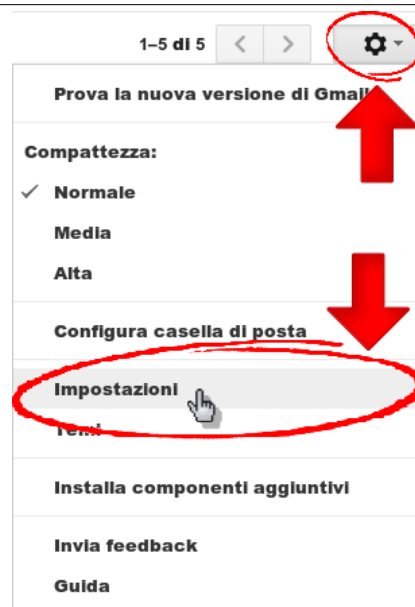 1–5 di 5
Prova la nuova versione di Gmail
Compattezza:
Normale
Media
Alta
Configura casella di posta
Impostazioni
Temi
Installa componenti aggiuntivi
Invia feedback
Guida